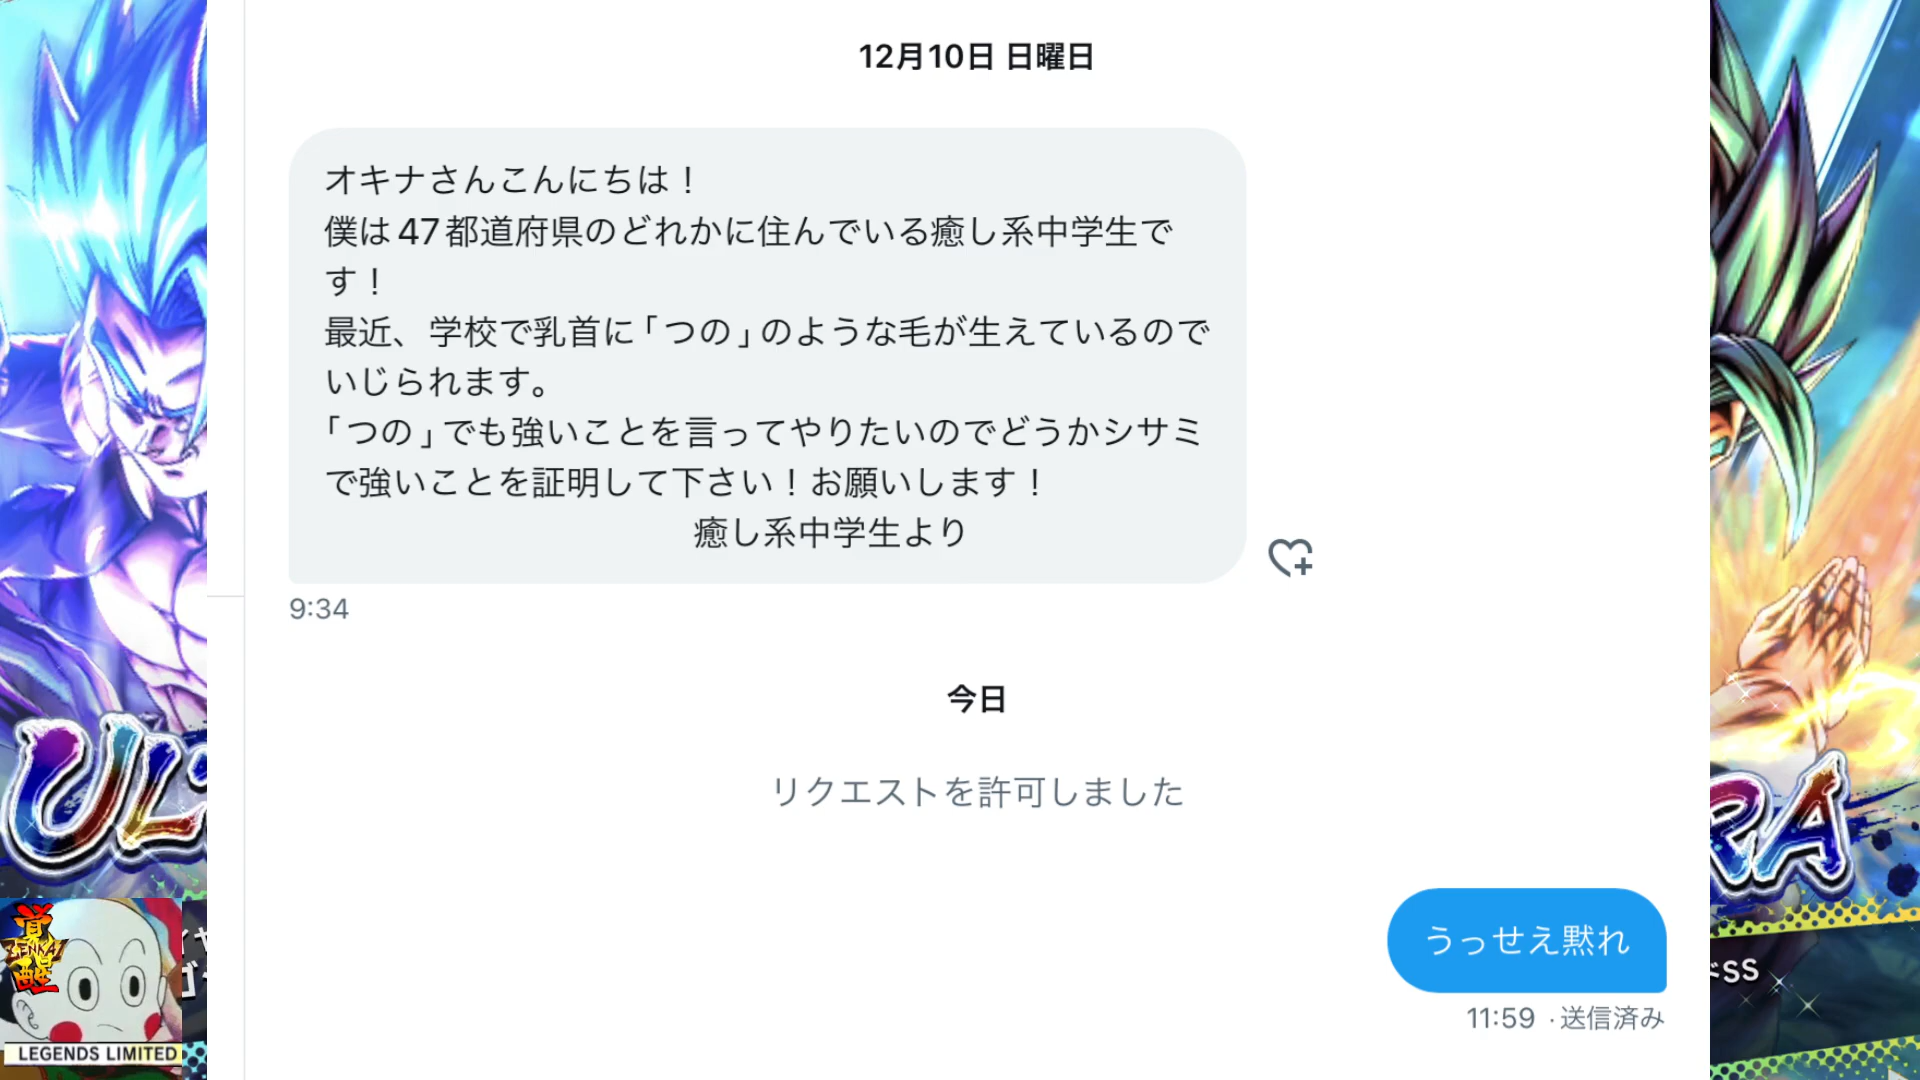 12月10日 日曜日
オキナさんこんにちは！
僕は47都道府県のどれかに住んでいる癒し系中学生で
す！
最近、学校で乳首に「つの」のような毛が生えているので
いじられます。
「つの」でも強いことを言ってやりたいのでどうかシサミ
で強いことを証明して下さい！お願いします！
癒し系中学生より
9:34
今日
リクエストを許可しました
うっせえ黙れ
11:59 · 送信済み
UL
RA
SS
覚醒
ZENKAI
LEGENDS LIMITED